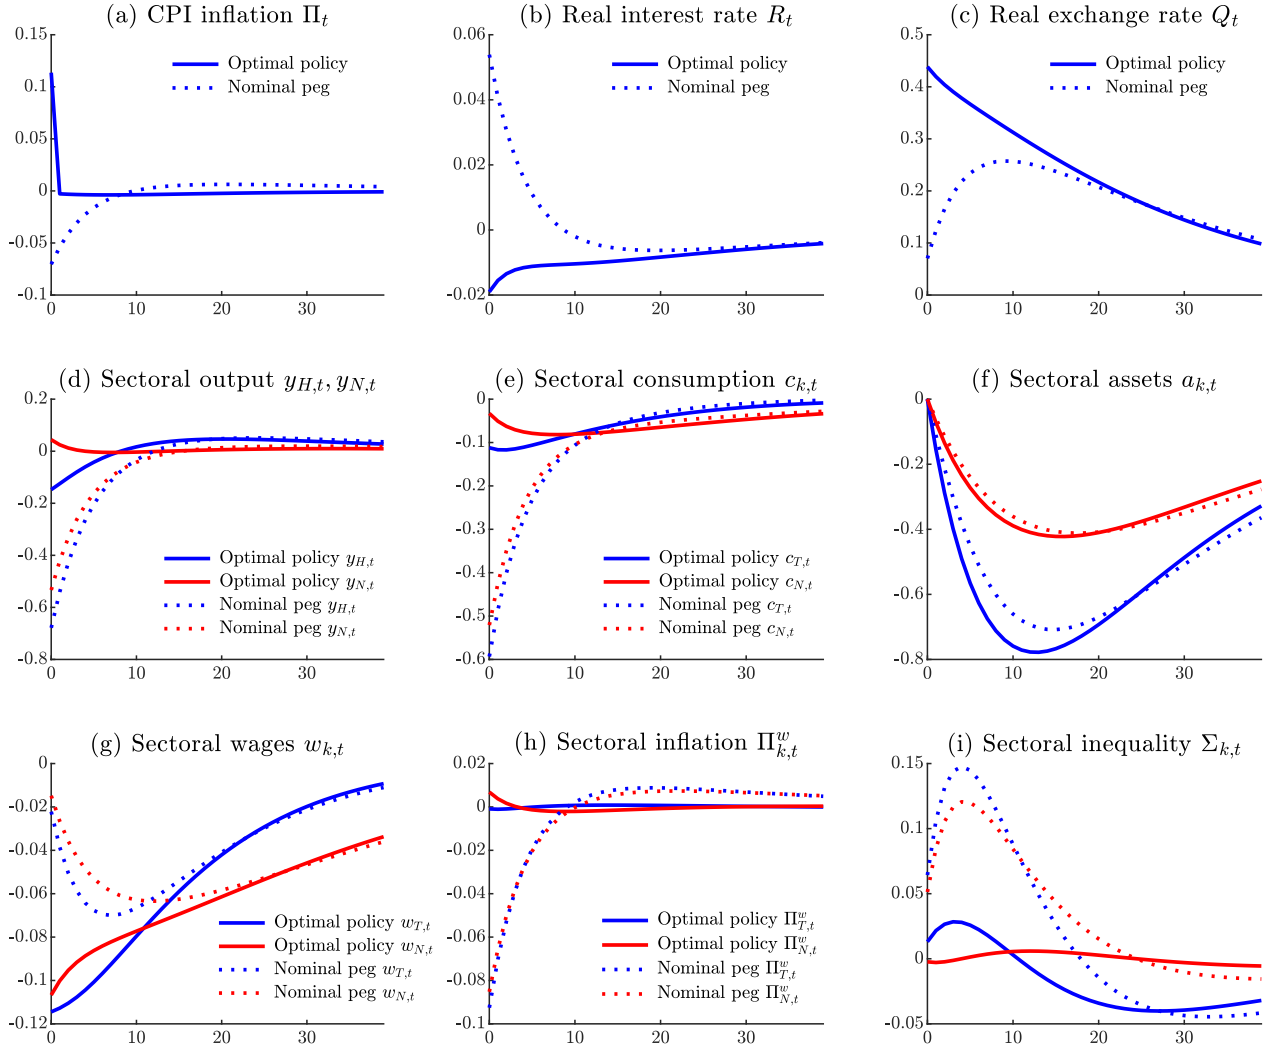 (a) CPI inflation Π_t
0.15
0.1
0.05
0
-0.05
-0.1
0
10
20
30
Optimal policy
Nominal peg
(b) Real interest rate R_t
0.06
0.04
0.02
0
-0.02
0
10
20
30
Optimal policy
Nominal peg
(c) Real exchange rate Q_t
0.5
0.4
0.3
0.2
0.1
0
0
10
20
30
Optimal policy
Nominal peg
(d) Sectoral output y_{H,t}, y_{N,t}
0.2
0
-0.2
-0.4
-0.6
-0.8
0
10
20
30
Optimal policy y_{H,t}
Optimal policy y_{N,t}
Nominal peg y_{H,t}
Nominal peg y_{N,t}
(e) Sectoral consumption c_{k,t}
0
-0.1
-0.2
-0.3
-0.4
-0.5
-0.6
0
10
20
30
Optimal policy c_{T,t}
Optimal policy c_{N,t}
Nominal peg c_{T,t}
Nominal peg c_{N,t}
(f) Sectoral assets a_{k,t}
0
-0.2
-0.4
-0.6
-0.8
0
10
20
30
(g) Sectoral wages w_{k,t}
0
-0.02
-0.04
-0.06
-0.08
-0.1
-0.12
0
10
20
30
Optimal policy w_{T,t}
Optimal policy w_{N,t}
Nominal peg w_{T,t}
Nominal peg w_{N,t}
(h) Sectoral inflation Π^w_{k,t}
0.02
0
-0.02
-0.04
-0.06
-0.08
-0.1
0
10
20
30
Optimal policy Π^w_{T,t}
Optimal policy Π^w_{N,t}
Nominal peg Π^w_{T,t}
Nominal peg Π^w_{N,t}
(i) Sectoral inequality Σ_{k,t}
0.15
0.1
0.05
0
-0.05
0
10
20
30